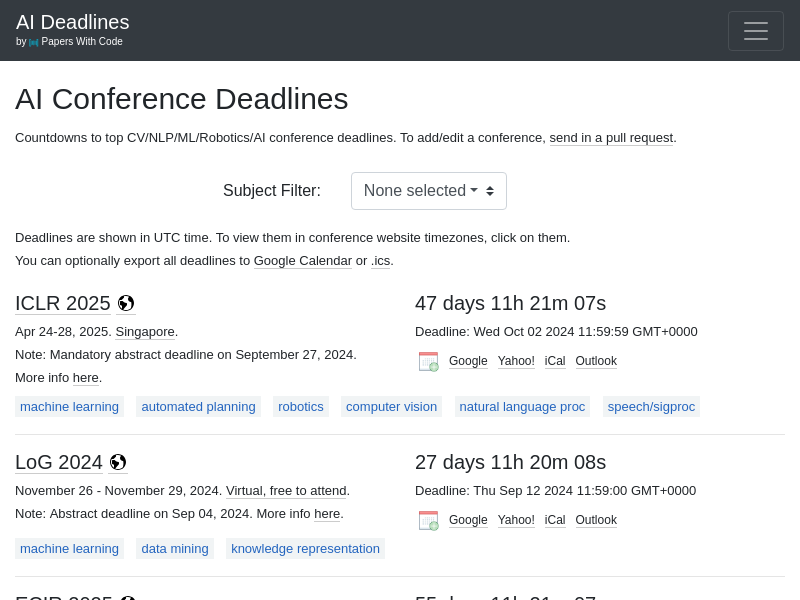 AI Deadlines
by Papers With Code
AI Conference Deadlines
Countdowns to top CV/NLP/ML/Robotics/AI conference deadlines. To add/edit a conference, send in a pull request.
Subject Filter: None selected
Deadlines are shown in UTC time. To view them in conference website timezones, click on them.
You can optionally export all deadlines to Google Calendar or .ics.
ICLR 2025 47 days 11h 21m 07s
Apr 24-28, 2025. Singapore. Deadline: Wed Oct 02 2024 11:59:59 GMT+0000
Note: Mandatory abstract deadline on September 27, 2024. Google Yahoo! iCal Outlook
More info here.
machine learning automated planning robotics computer vision natural language proc speech/sigproc
LoG 2024 27 days 11h 20m 08s
November 26 - November 29, 2024. Virtual, free to attend. Deadline: Thu Sep 12 2024 11:59:00 GMT+0000
Note: Abstract deadline on Sep 04, 2024. More info here. Google Yahoo! iCal Outlook
machine learning data mining knowledge representation